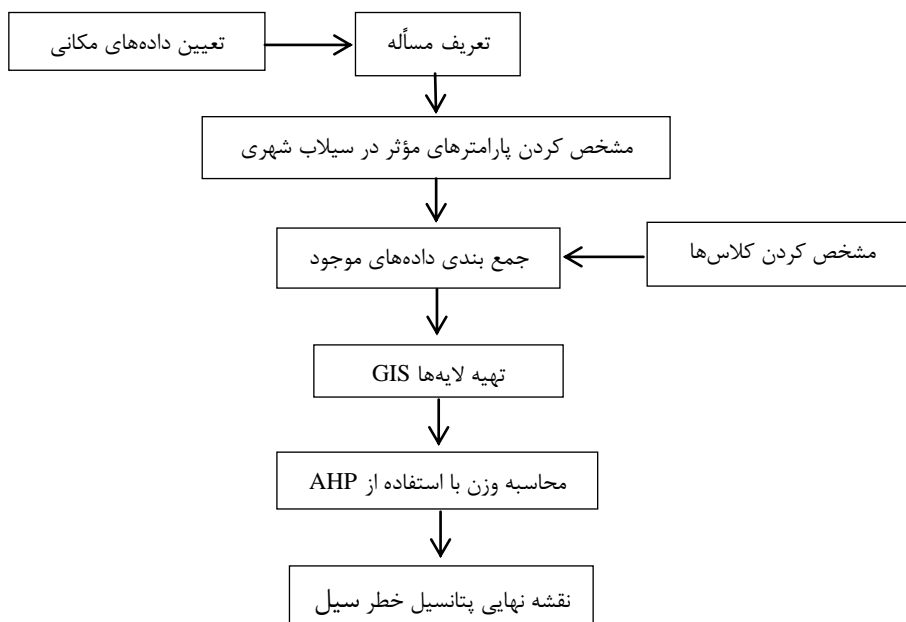 تعریف مسأله
تعیین داده‌های مکانی
مشخص کردن پارامترهای مؤثر در سیلاب شهری
جمع بندی داده‌های موجود
مشخص کردن کلاس‌ها
تهیه لایه‌ها GIS
محاسبه وزن با استفاده از AHP
نقشه نهایی پتانسیل خطر سیل